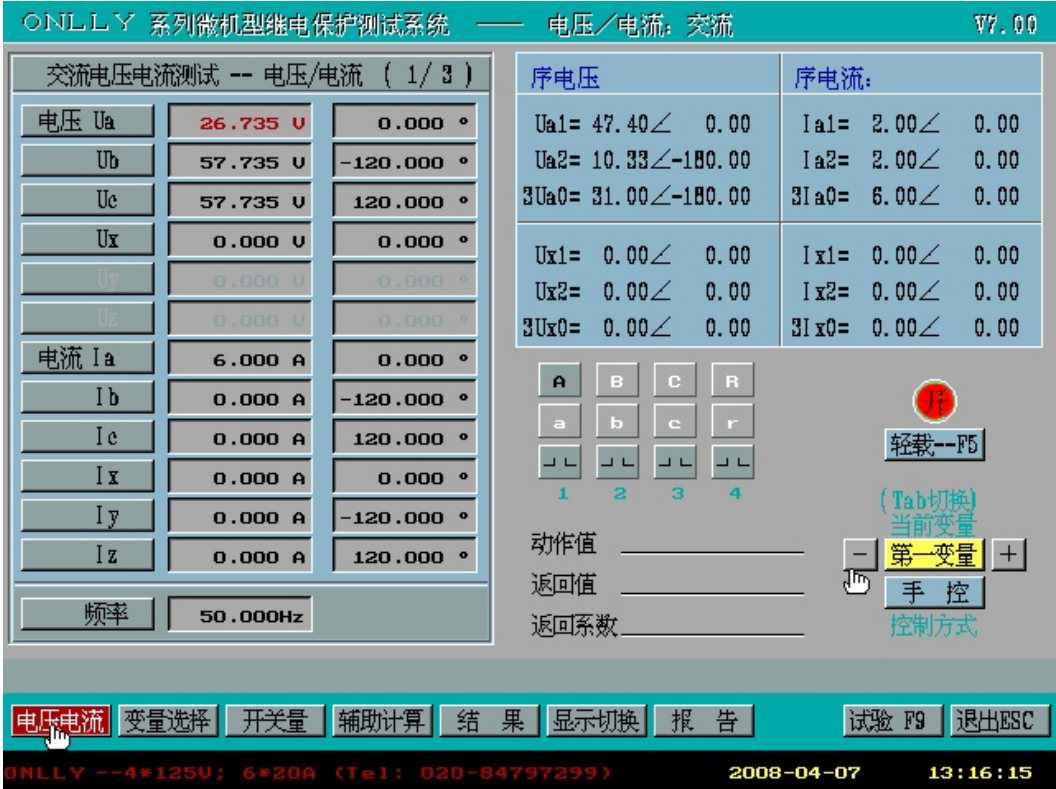 ONLLY 系列微机型继电保护测试系统 —— 电压/电流: 交流 V7.00
交流电压电流测试 -- 电压/电流 ( 1/ 3 )
电压 Ua 26.735 V 0.000 °
Ub 57.735 V -120.000 °
Uc 57.735 V 120.000 °
Ux 0.000 V 0.000 °
Uy 0.000 V 0.000 °
Uz 0.000 V 0.000 °
电流 Ia 6.000 A 0.000 °
Ib 0.000 A -120.000 °
Ic 0.000 A 120.000 °
Ix 0.000 A 0.000 °
Iy 0.000 A -120.000 °
Iz 0.000 A 120.000 °
频率 50.000Hz
序电压
Ua1= 47.40∠ 0.00
Ua2= 10.33∠-180.00
3Ua0= 31.00∠-180.00
Ux1= 0.00∠ 0.00
Ux2= 0.00∠ 0.00
3Ux0= 0.00∠ 0.00
序电流:
Ia1= 2.00∠ 0.00
Ia2= 2.00∠ 0.00
3Ia0= 6.00∠ 0.00
Ix1= 0.00∠ 0.00
Ix2= 0.00∠ 0.00
3Ix0= 0.00∠ 0.00
A B C R
a b c r
1 2 3 4
开
轻载--F5
(Tab切换)
当前变量
- 第一变量 +
手 控
控制方式
动作值
返回值
返回系数
电压电流 变量选择 开关量 辅助计算 结 果 显示切换 报 告 试验 F9 退出ESC
ONLLY --4*125V; 6*20A (Tel: 020-84797299) 2008-04-07 13:16:15